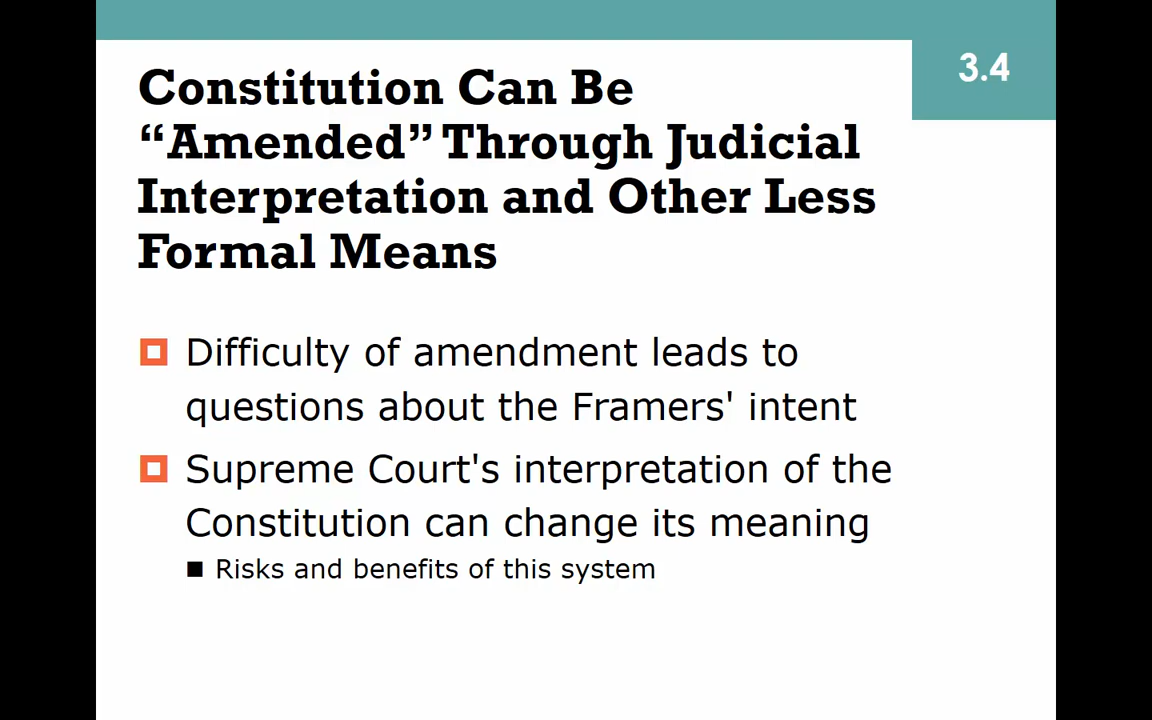 3.4
Constitution Can Be
“Amended” Through Judicial
Interpretation and Other Less
Formal Means
Difficulty of amendment leads to
questions about the Framers' intent
Supreme Court's interpretation of the
Constitution can change its meaning
Risks and benefits of this system